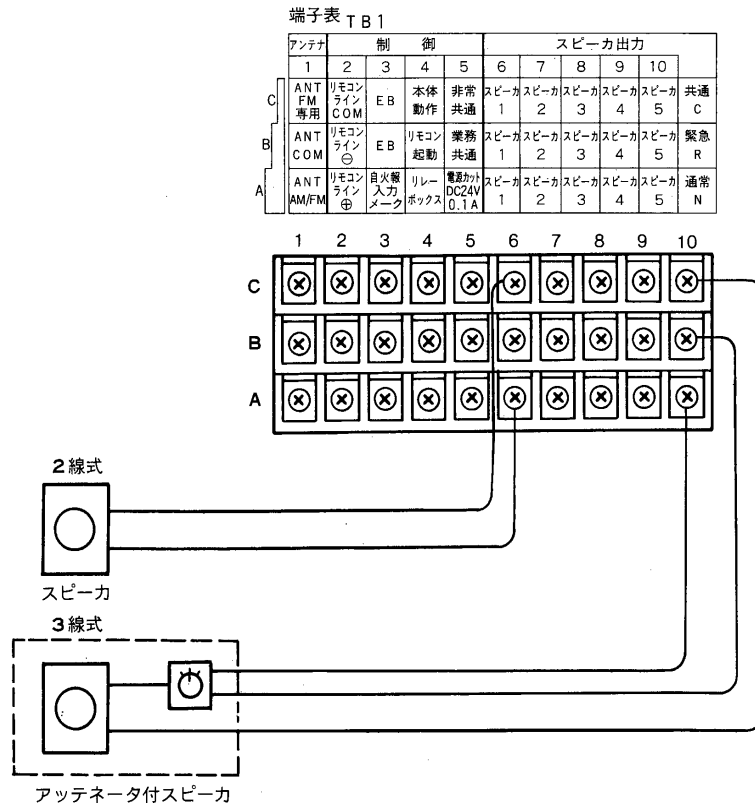 端子表 TB1
アンテナ 制御 スピーカ出力
1 2 3 4 5 6 7 8 9 10
C ANT FM 専用 リモコン ライン COM EB 本体 動作 非常 共通 スピーカ 1 スピーカ 2 スピーカ 3 スピーカ 4 スピーカ 5 共通 C
B ANT COM リモコン ライン ⊖ EB リモコン 起動 業務 共通 スピーカ 1 スピーカ 2 スピーカ 3 スピーカ 4 スピーカ 5 緊急 R
A ANT AM/FM リモコン ライン ⊕ 自火報 入力 メーク リレー ボックス 電源カット DC24V 0.1A スピーカ 1 スピーカ 2 スピーカ 3 スピーカ 4 スピーカ 5 通常 N
1 2 3 4 5 6 7 8 9 10
C
B
A
2線式
スピーカ
3線式
アッテネータ付スピーカ